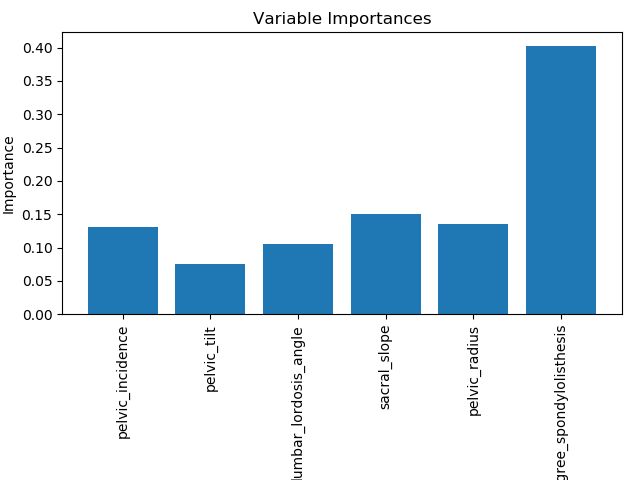 Variable Importances
Importance
0.40
0.35
0.30
0.25
0.20
0.15
0.10
0.05
0.00
pelvic_incidence
pelvic_tilt
lumbar_lordosis_angle
sacral_slope
pelvic_radius
gree_spondylolisthesis